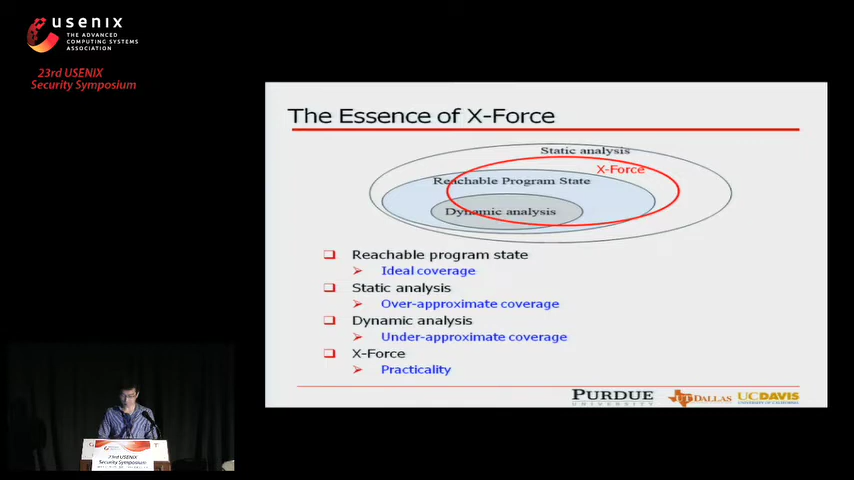 usenix
THE ADVANCED
COMPUTING SYSTEMS
ASSOCIATION
23rd USENIX
Security Symposium
The Essence of X-Force
Static analysis
X-Force
Reachable Program State
Dynamic analysis
❑ Reachable program state
➢ Ideal coverage
❑ Static analysis
➢ Over-approximate coverage
❑ Dynamic analysis
➢ Under-approximate coverage
❑ X-Force
➢ Practicality
PURDUE
UNIVERSITY
UT DALLAS
UCDAVIS
UNIVERSITY OF CALIFORNIA
23rd USENIX
Security Symposium